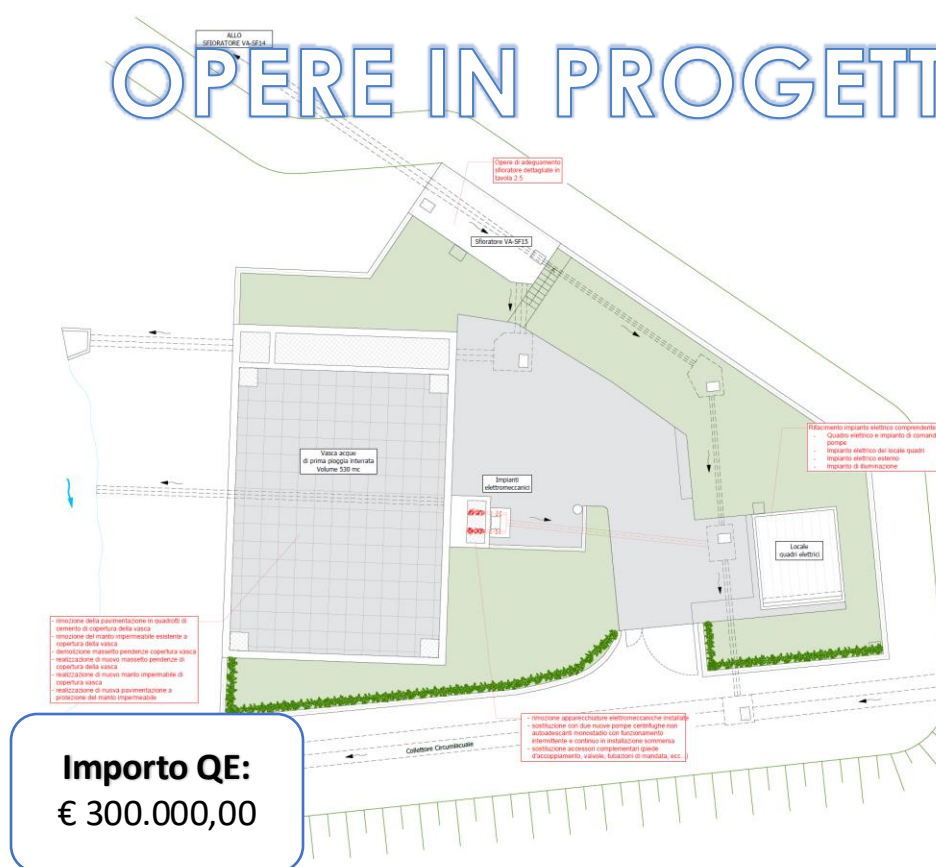 ALLO
SFIORATORE VA-SF14
OPERE IN PROGETT
Opere di adeguamento
sfioratore dettagliate in
tavola 2.5
Sfioratore VA-SF15
Rifacimento impianto elettrico comprendente
- Quadro elettrico e impianto di comand
pompe
- Impianto elettrico del locale quadri
- Impianto elettrico esterno
- Impianto di illuminazione
Vasca acque
di prima pioggia interrata
Volume 530 mc
Impianti
elettromeccanici
Locale
quadri elettrici
- rimozione della pavimentazione in quadrotti di
cemento di copertura della vasca
- rimozione del manto impermeabile esistente a
copertura della vasca
- demolizione massetto pendenze copertura vasca
- realizzazione di nuovo massetto pendenze di
copertura della vasca
- realizzazione di nuovo manto impermabile di
copertura vasca
- realizzazione di nuova pavimentazione a
protezione del manto impermeabile
- rimozione apparecchiature elettromeccaniche installate
- sostituzione con due nuove pompe centrifughe non
autoadescanti monostadio con funzionamento
intermittente e continuo in installazione sommersa
- sostituzione accessori complementari (piede
d'accoppiamento, valvole, tubazioni di mandata, ecc...)
Collettore Circumlacuale
Importo QE:
€ 300.000,00